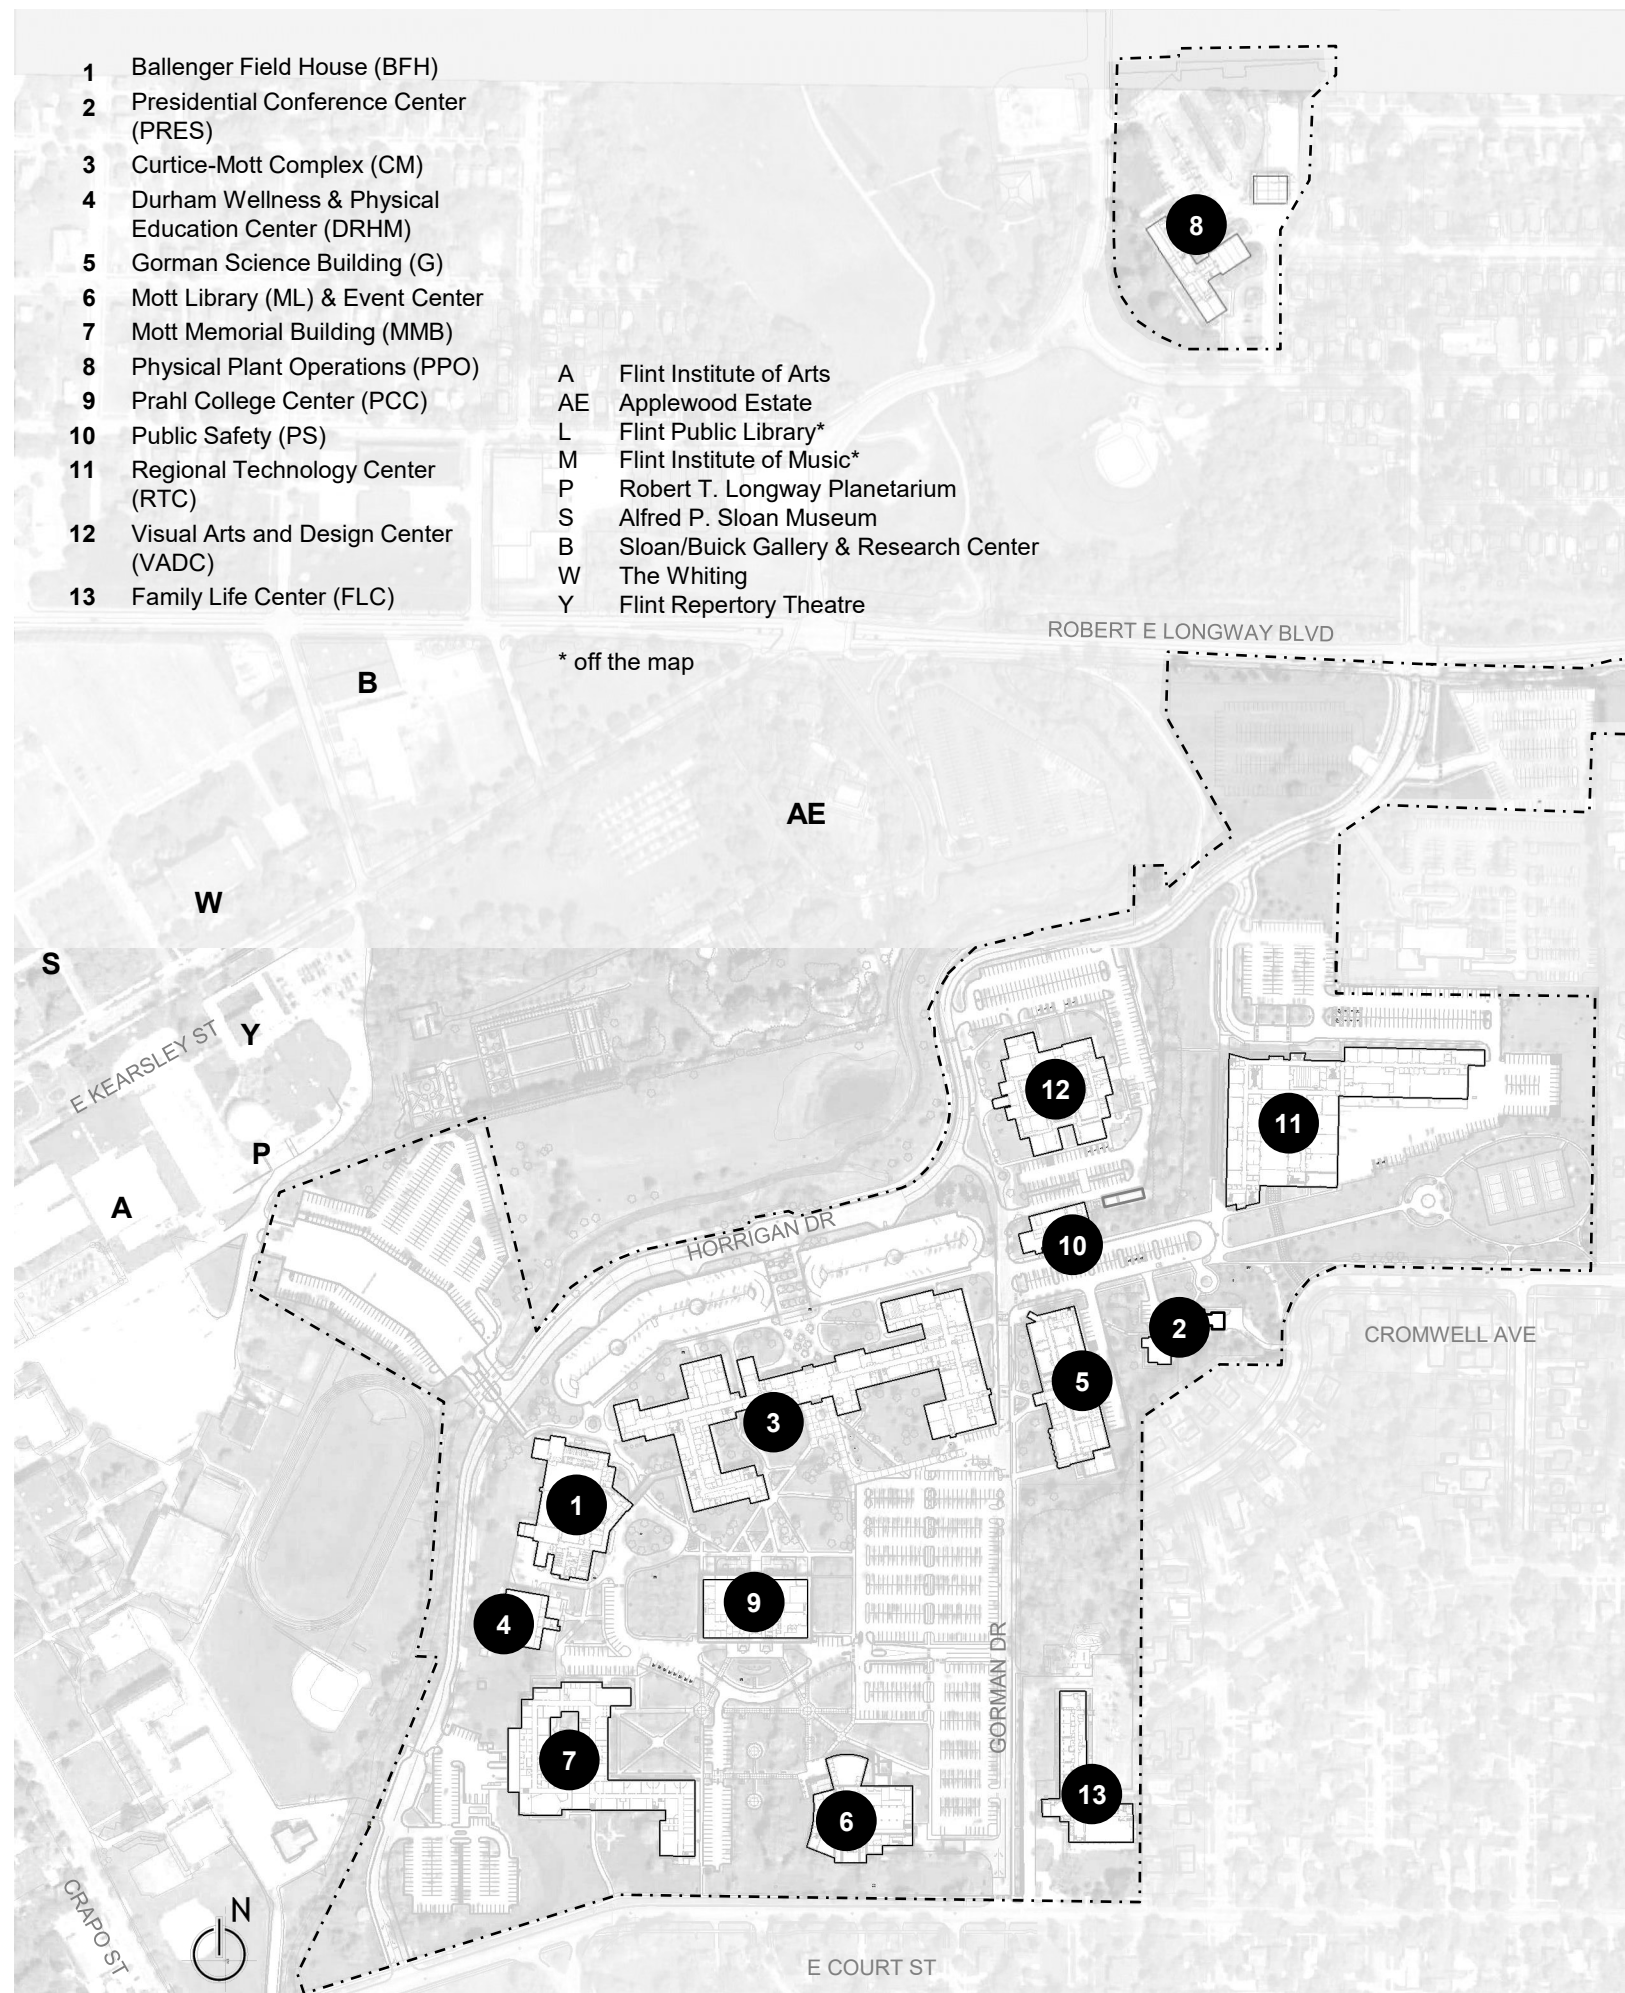 1 Ballenger Field House (BFH)
2 Presidential Conference Center
(PRES)
3 Curtice-Mott Complex (CM)
4 Durham Wellness & Physical
Education Center (DRHM)
5 Gorman Science Building (G)
6 Mott Library (ML) & Event Center
7 Mott Memorial Building (MMB)
8 Physical Plant Operations (PPO)
9 Prahl College Center (PCC)
10 Public Safety (PS)
11 Regional Technology Center
(RTC)
12 Visual Arts and Design Center
(VADC)
13 Family Life Center (FLC)
A Flint Institute of Arts
AE Applewood Estate
L Flint Public Library*
M Flint Institute of Music*
P Robert T. Longway Planetarium
S Alfred P. Sloan Museum
B Sloan/Buick Gallery & Research Center
W The Whiting
Y Flint Repertory Theatre
* off the map
8
ROBERT E LONGWAY BLVD
B
AE
W
S
Y
E KEARSLEY ST
P
A
12
11
HORRIGAN DR
10
2
CROMWELL AVE
5
3
1
9
4
GORMAN DR
7
13
6
CRAPO ST
N
E COURT ST